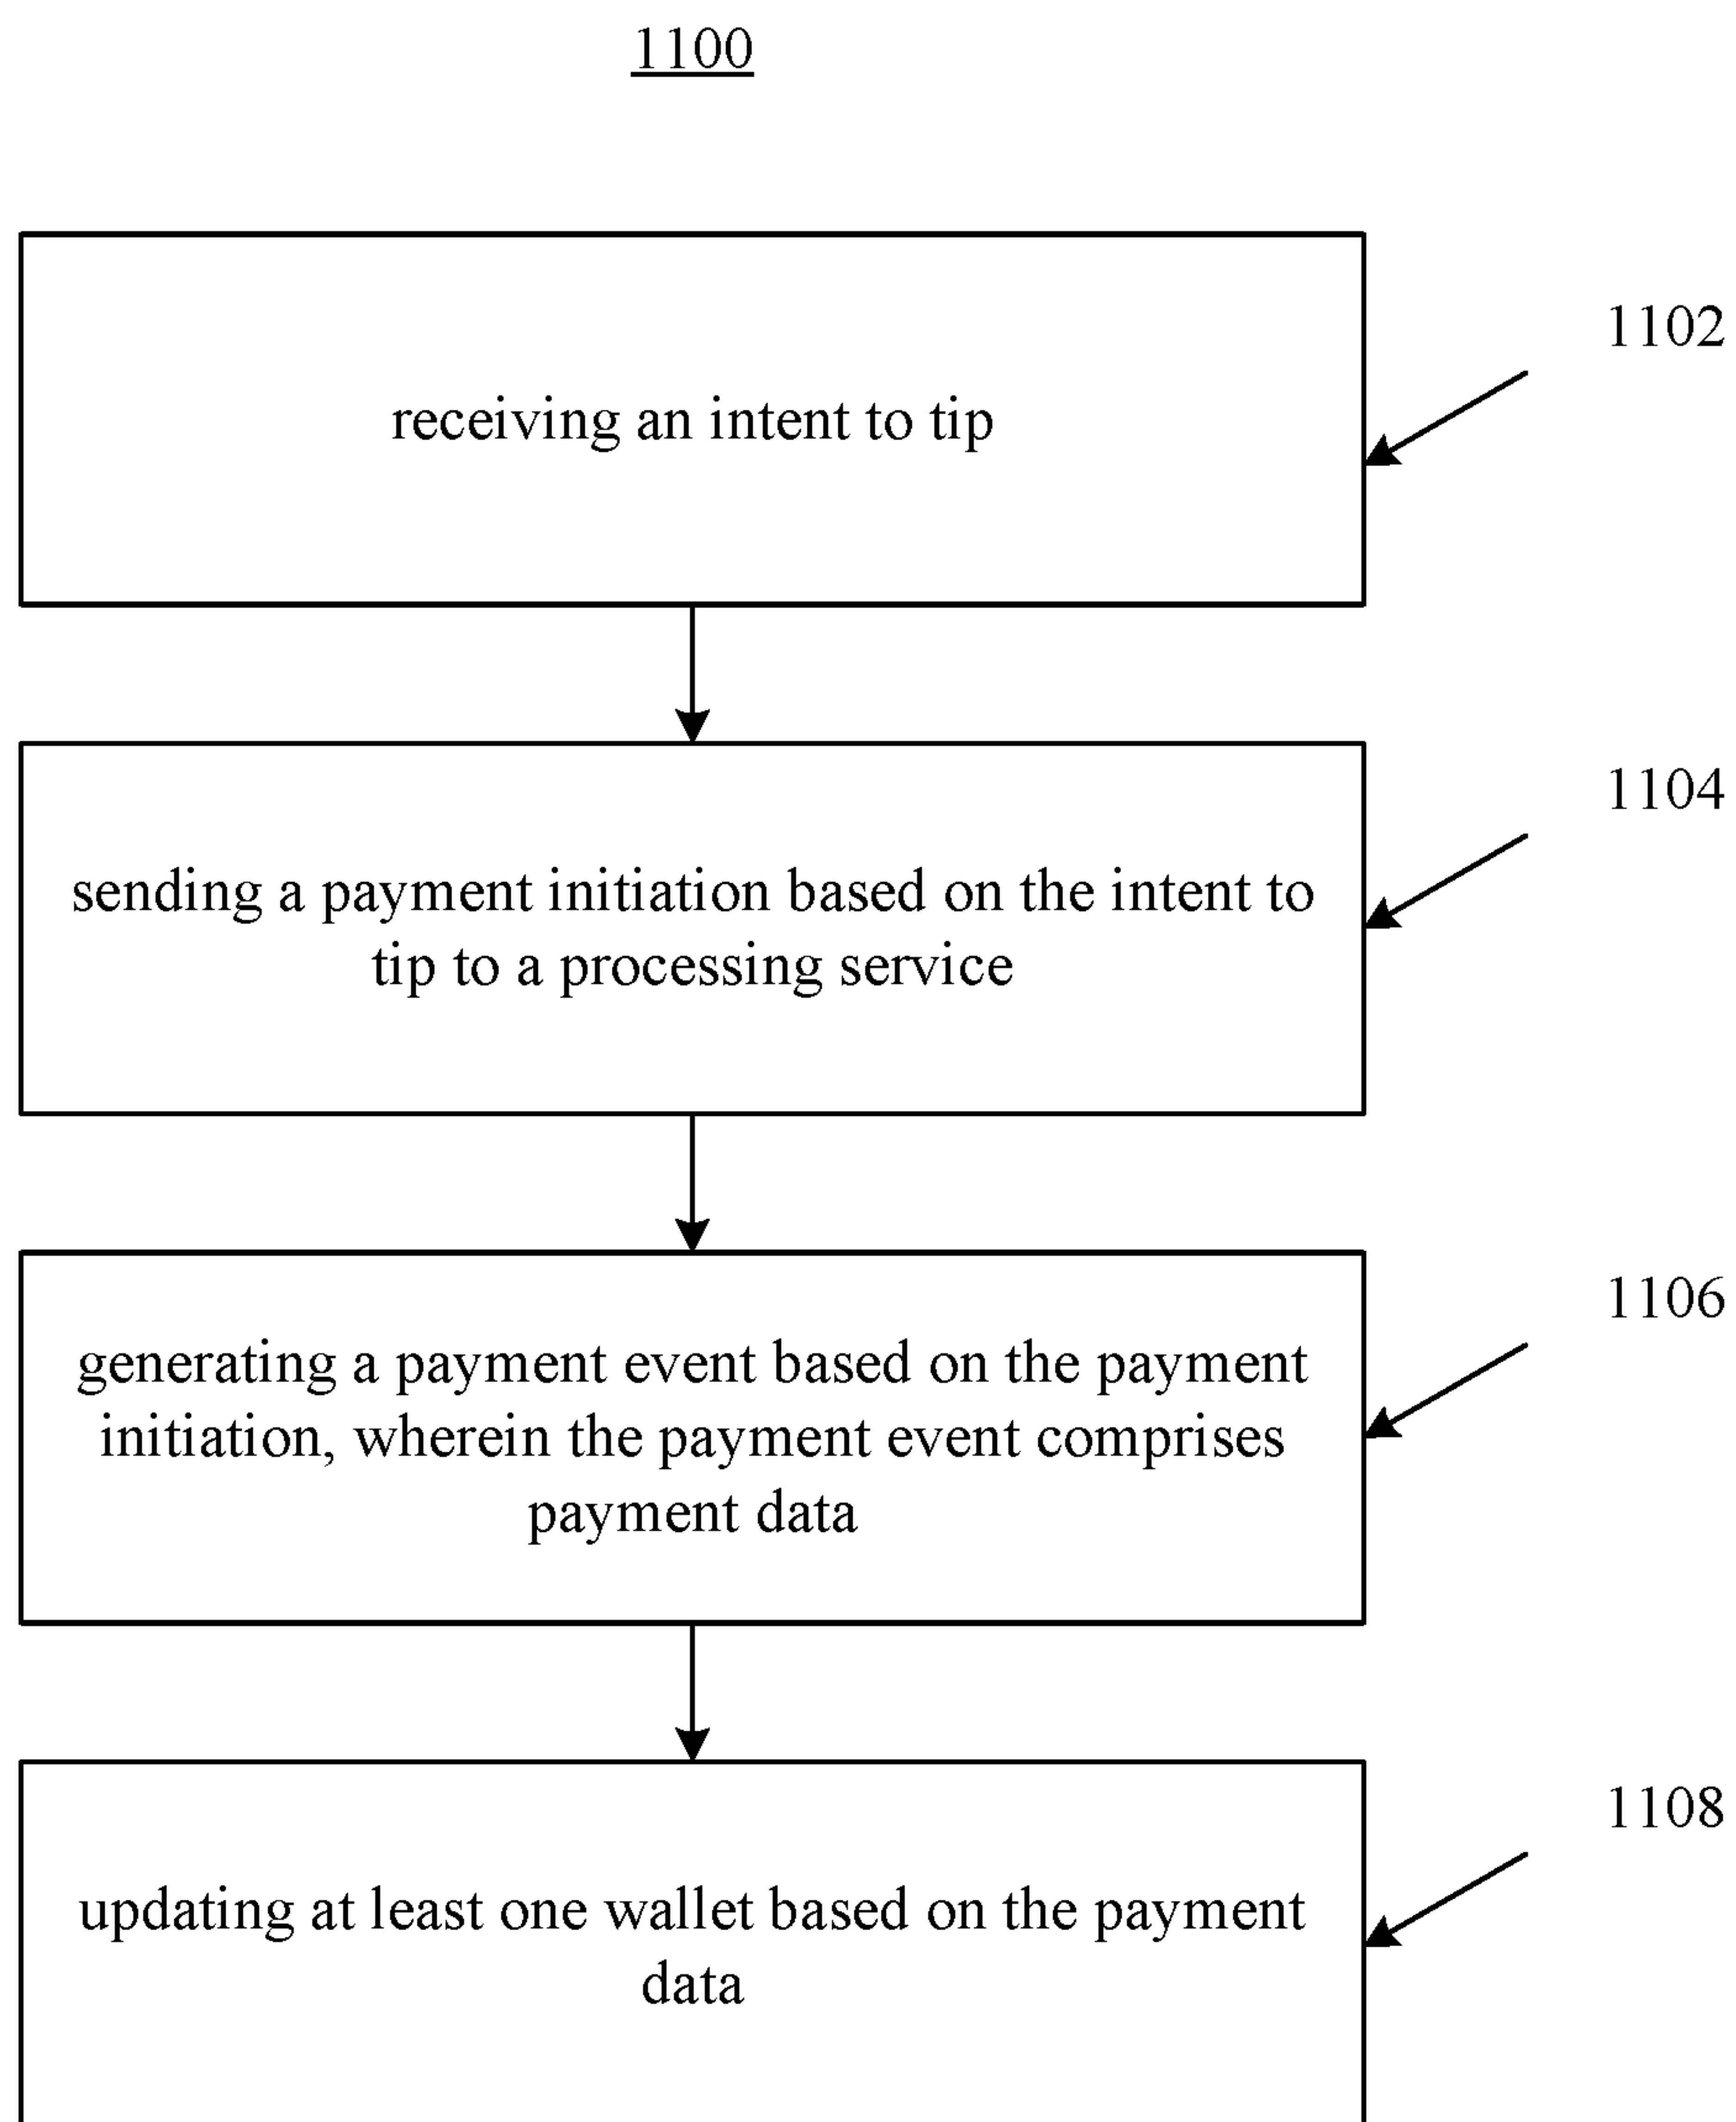 1100
receiving an intent to tip
1102
sending a payment initiation based on the intent to
tip to a processing service
1104
generating a payment event based on the payment
initiation, wherein the payment event comprises
payment data
1106
updating at least one wallet based on the payment
data
1108